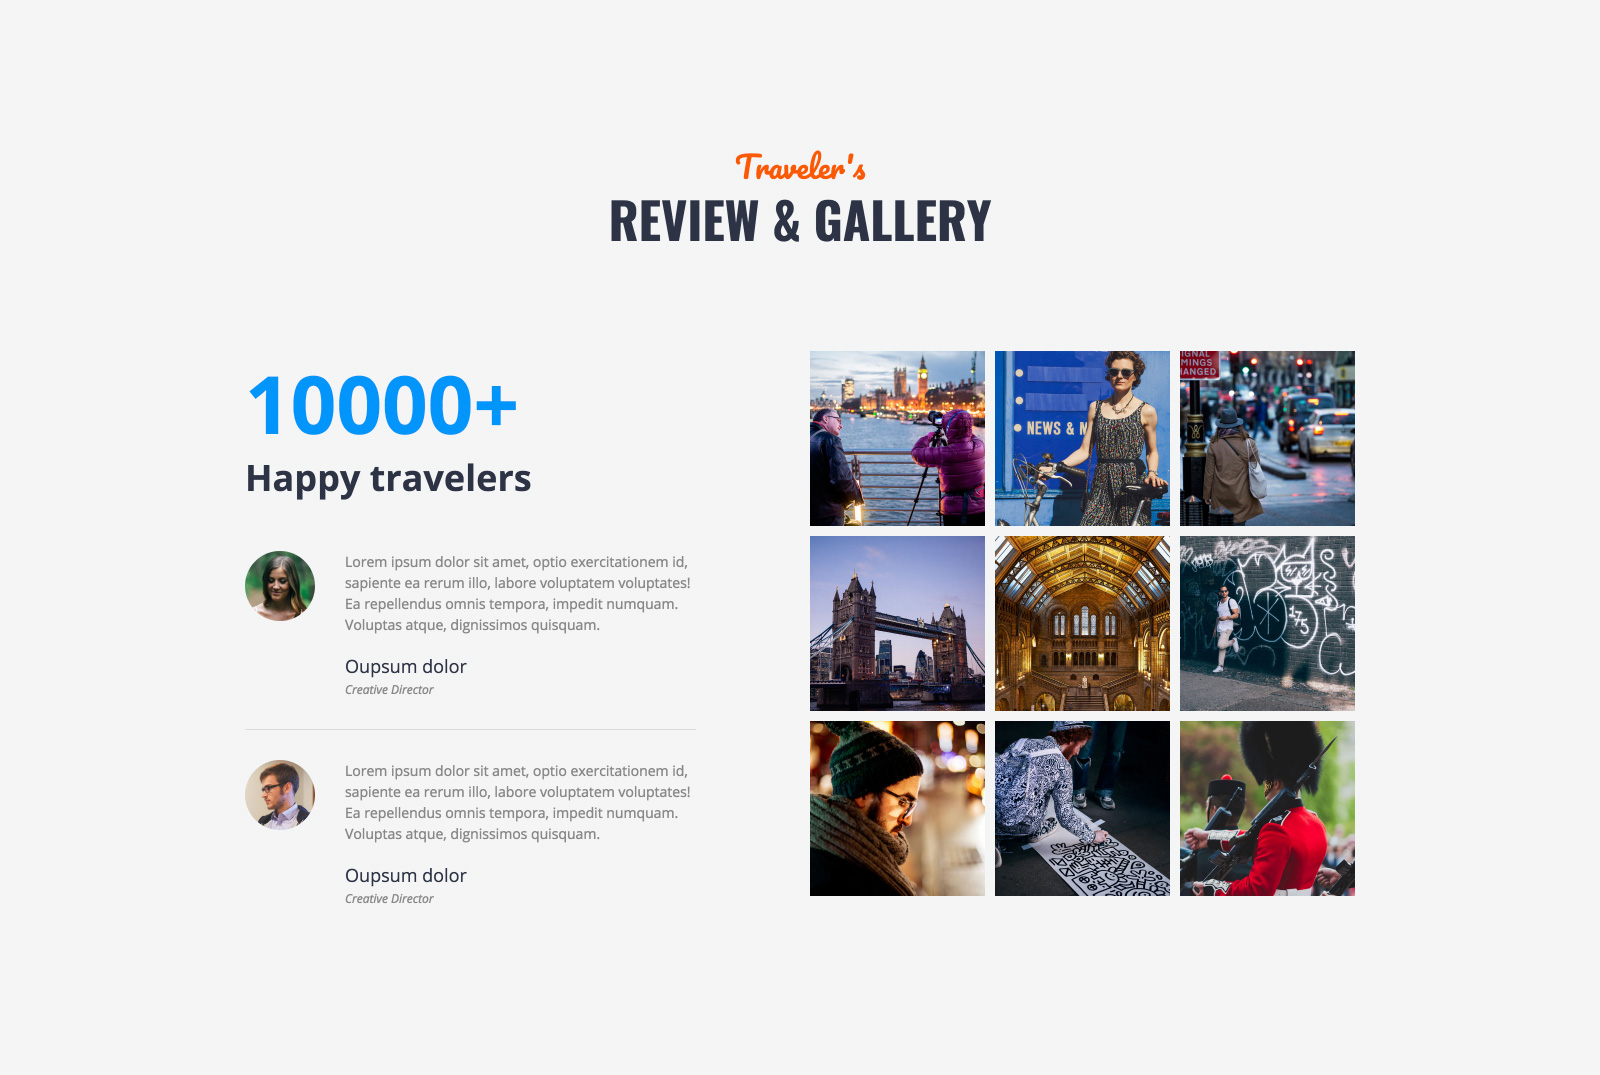 Traveler's
REVIEW & GALLERY
10000+
Happy travelers
Lorem ipsum dolor sit amet, optio exercitationem id,
sapiente ea rerum illo, labore voluptatem voluptates!
Ea repellendus omnis tempora, impedit numquam.
Voluptas atque, dignissimos quisquam.
Oupsum dolor
Creative Director
Lorem ipsum dolor sit amet, optio exercitationem id,
sapiente ea rerum illo, labore voluptatem voluptates!
Ea repellendus omnis tempora, impedit numquam.
Voluptas atque, dignissimos quisquam.
Oupsum dolor
Creative Director
NEWS & M
IGNAL
MINGS
HANGED